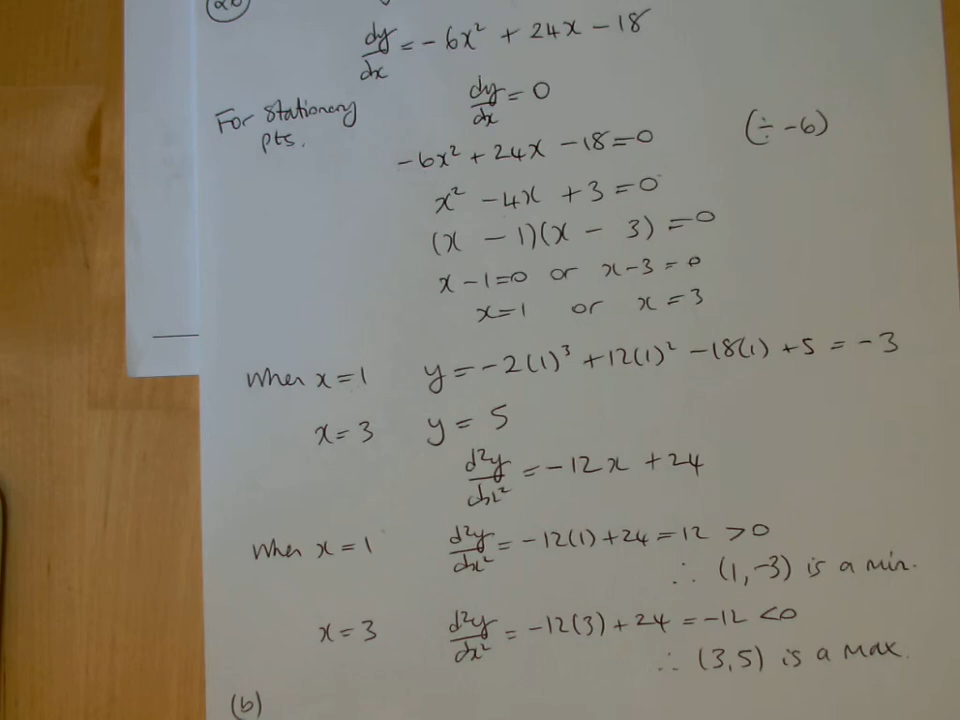 (20)
dy/dx = -6x² + 24x - 18
For stationary pts. dy/dx = 0
-6x² + 24x - 18 = 0 (÷ -6)
x² - 4x + 3 = 0
(x - 1)(x - 3) = 0
x - 1 = 0 or x - 3 = 0
x = 1 or x = 3
When x = 1 y = -2(1)³ + 12(1)² - 18(1) + 5 = -3
x = 3 y = 5
d²y/dx² = -12x + 24
When x = 1 d²y/dx² = -12(1) + 24 = 12 > 0
∴ (1, -3) is a min.
x = 3 d²y/dx² = -12(3) + 24 = -12 < 0
∴ (3, 5) is a max.
(b)